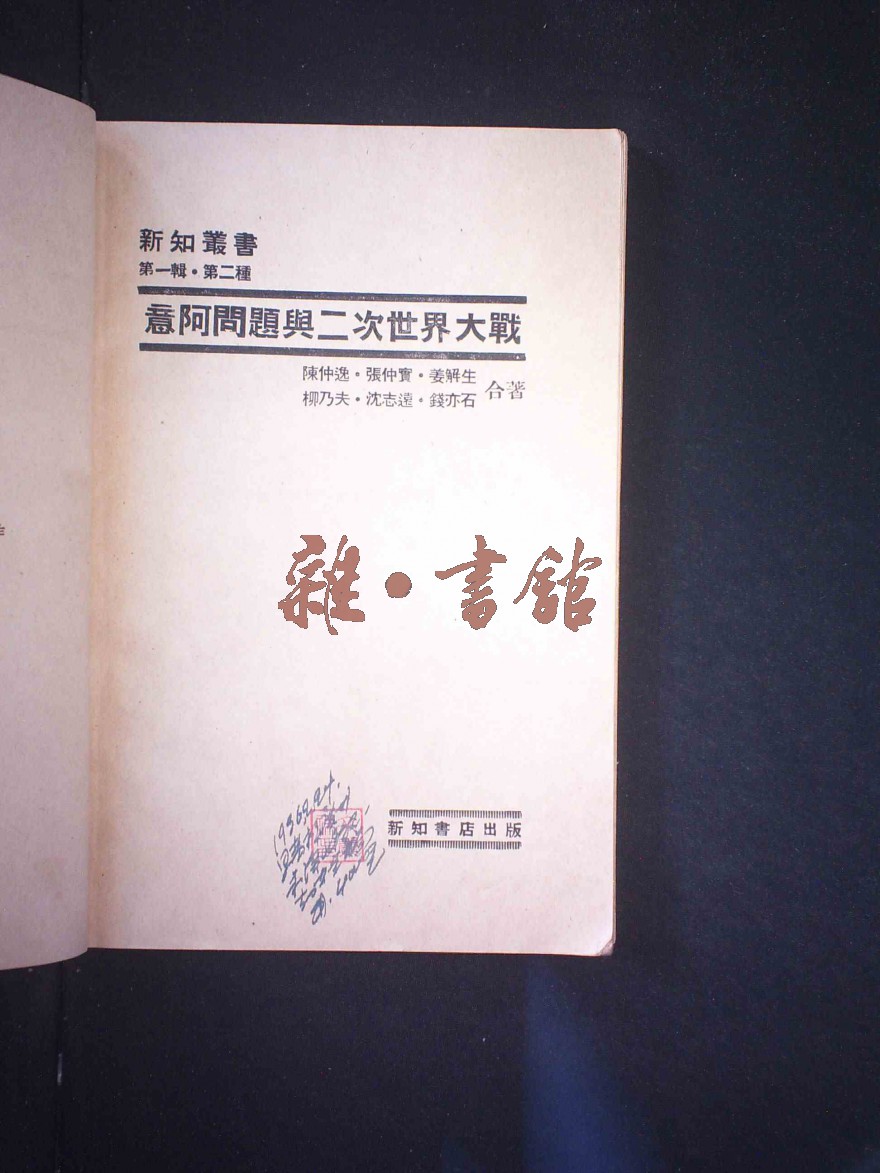 新知叢書
第一輯·第二種
意阿問題與二次世界大戰
陳仲逸·張仲實·姜解生
柳乃夫·沈志遠·錢亦石
合著
雜·書館
新知書店出版